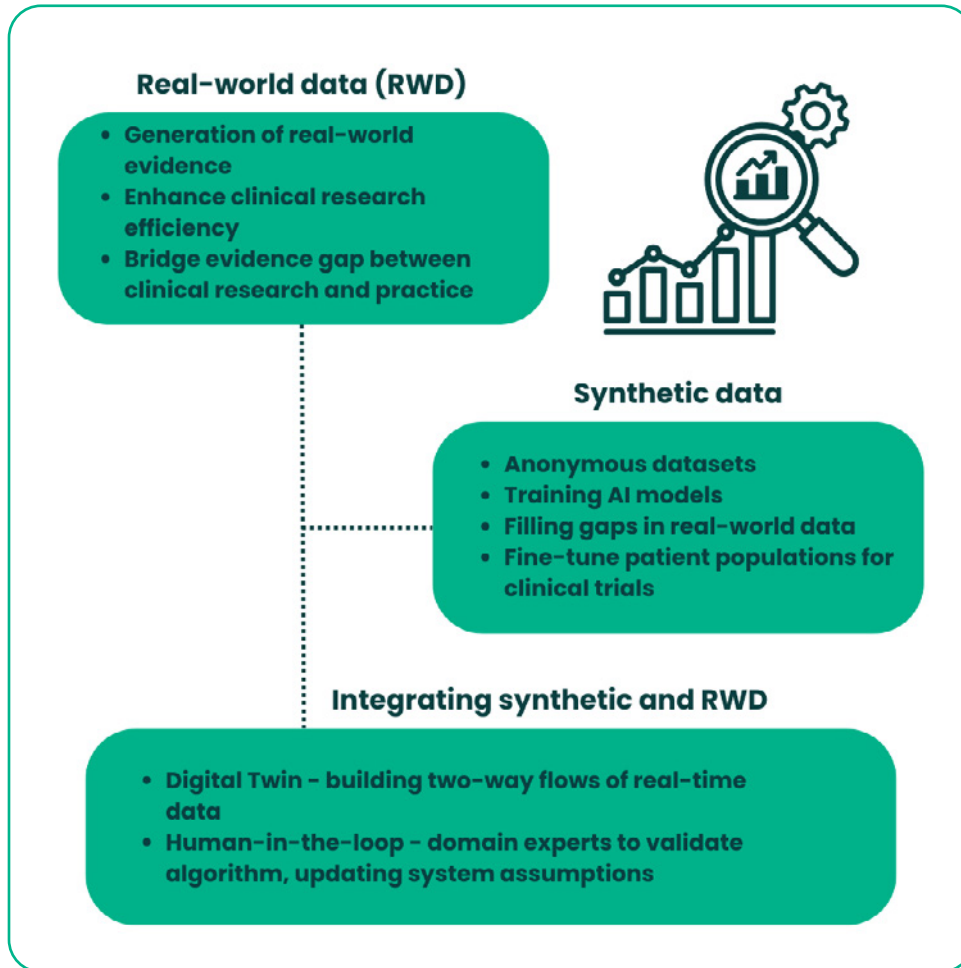 Real-world data (RWD)
• Generation of real-world
evidence
• Enhance clinical research
efficiency
• Bridge evidence gap between
clinical research and practice
Synthetic data
• Anonymous datasets
• Training AI models
• Filling gaps in real-world data
• Fine-tune patient populations for
clinical trials
Integrating synthetic and RWD
• Digital Twin - building two-way flows of real-time
data
• Human-in-the-loop - domain experts to validate
algorithm, updating system assumptions